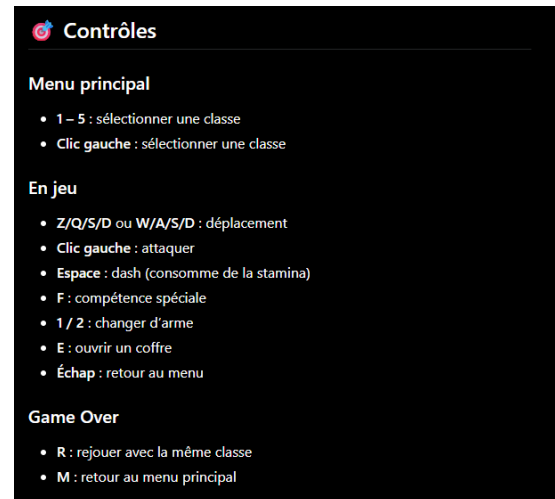 Contrôles
Menu principal
1 – 5 : sélectionner une classe
Clic gauche : sélectionner une classe
En jeu
Z/Q/S/D ou W/A/S/D : déplacement
Clic gauche : attaquer
Espace : dash (consomme de la stamina)
F : compétence spéciale
1 / 2 : changer d’arme
E : ouvrir un coffre
Échap : retour au menu
Game Over
R : rejouer avec la même classe
M : retour au menu principal